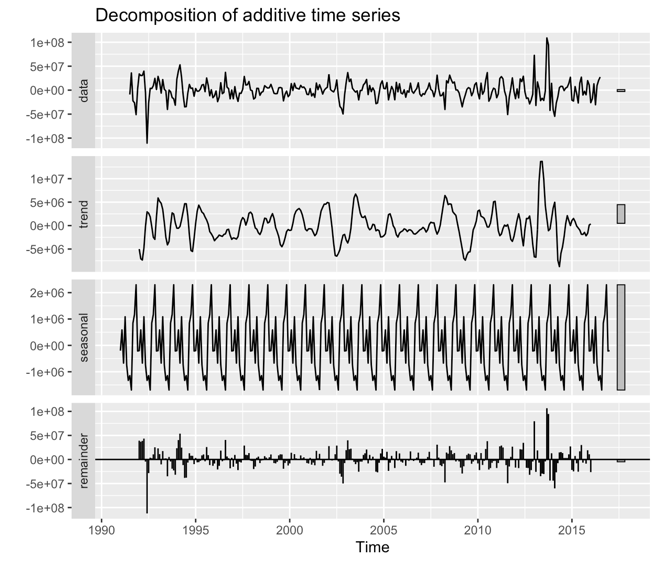 Decomposition of additive time series
1e+08
5e+07
0e+00
-5e+07
-1e+08
data
1e+07
5e+06
0e+00
-5e+06
trend
2e+06
1e+06
0e+00
-1e+06
seasonal
1e+08
5e+07
0e+00
-5e+07
-1e+08
remainder
1990 1995 2000 2005 2010 2015
Time